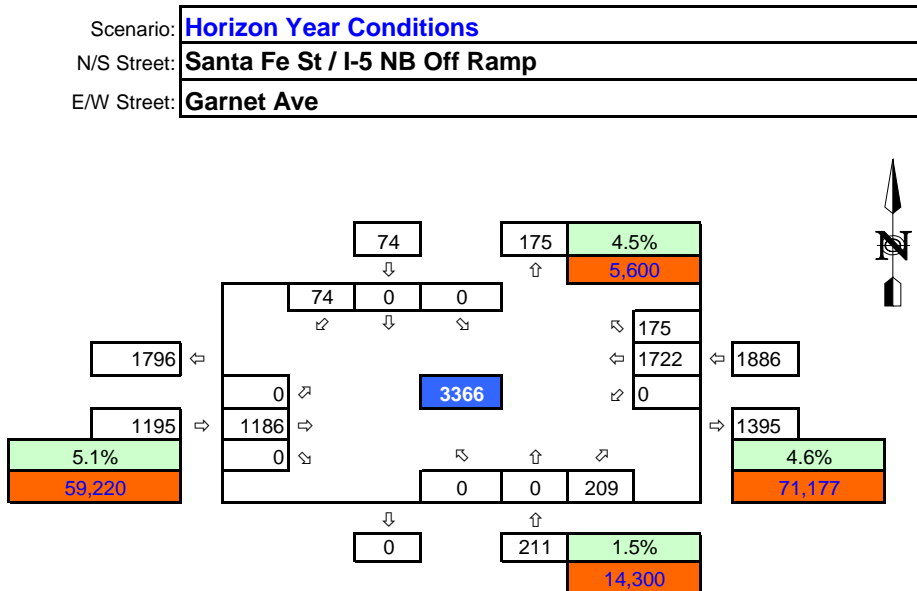 Scenario: Horizon Year Conditions
N/S Street: Santa Fe St / I-5 NB Off Ramp
E/W Street: Garnet Ave
N
74 175 4.5%
⇩ ⇧ 5,600
74 0 0
⬃ ⇩ ⬂ ⬁ 175
1796 ⇦ ⇦ 1722 ⇦ 1886
0 ⬀ 3366 ⬃ 0
1195 ⇨ 1186 ⇨ ⇨ 1395
5.1% 0 ⬂ ⬁ ⇧ ⬀ 4.6%
59,220 0 0 209 71,177
⇩ ⇧
0 211 1.5%
14,300